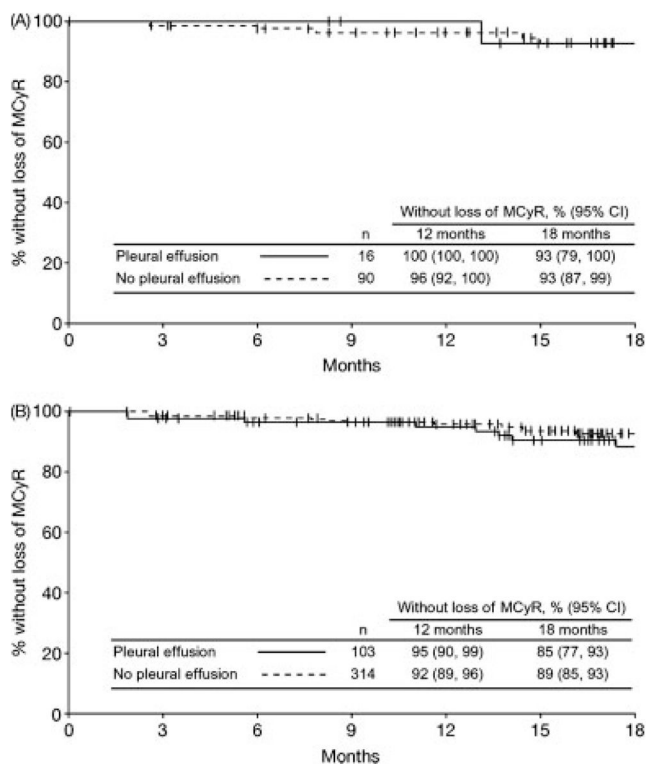 (A)
100
80
60
40
20
0
% without loss of MCyR
Without loss of MCyR, % (95% CI)
n 12 months 18 months
Pleural effusion 16 100 (100, 100) 93 (79, 100)
No pleural effusion 90 96 (92, 100) 93 (87, 99)
0 3 6 9 12 15 18
Months
(B)
100
80
60
40
20
0
% without loss of MCyR
Without loss of MCyR, % (95% CI)
n 12 months 18 months
Pleural effusion 103 95 (90, 99) 85 (77, 93)
No pleural effusion 314 92 (89, 96) 89 (85, 93)
0 3 6 9 12 15 18
Months